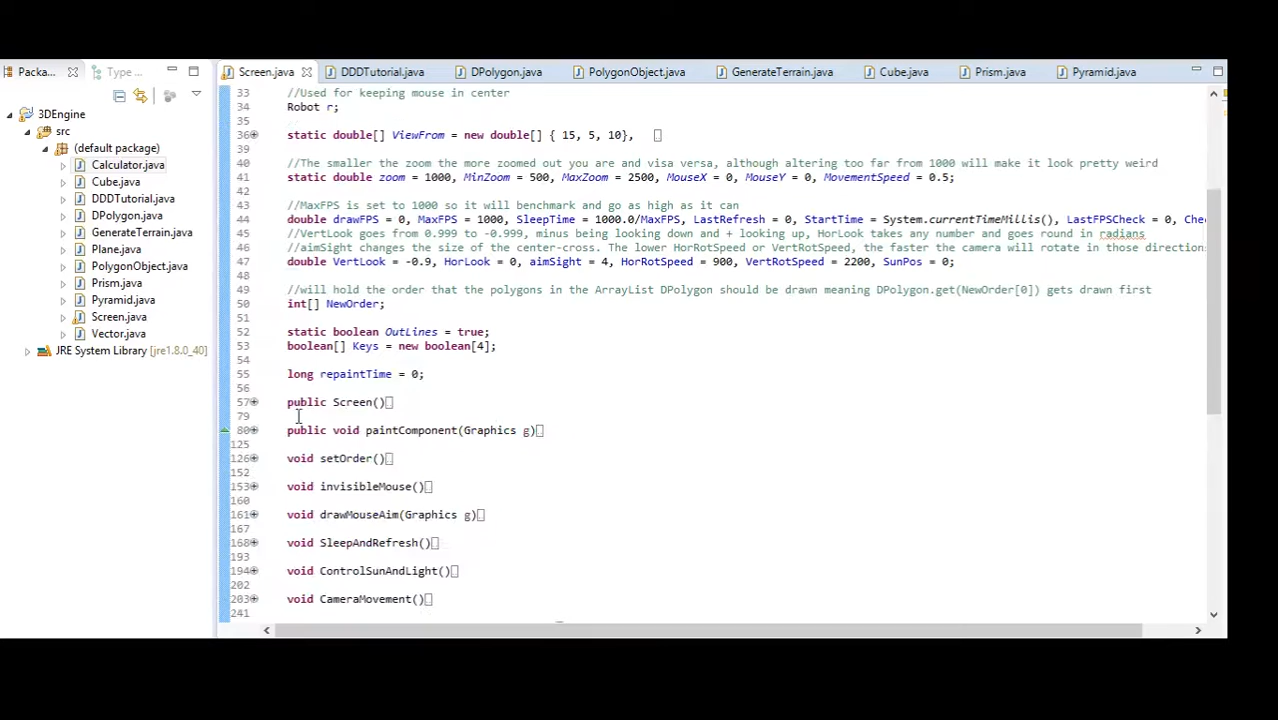 Packa...
Type ...
Screen.java
DDDTutorial.java
DPolygon.java
PolygonObject.java
GenerateTerrain.java
Cube.java
Prism.java
Pyramid.java
3DEngine
src
(default package)
Calculator.java
Cube.java
DDDTutorial.java
DPolygon.java
GenerateTerrain.java
Plane.java
PolygonObject.java
Prism.java
Pyramid.java
Screen.java
Vector.java
JRE System Library [jre1.8.0_40]
33 //Used for keeping mouse in center
34 Robot r;
35
36 static double[] ViewFrom = new double[] { 15, 5, 10},
39
40 //The smaller the zoom the more zoomed out you are and visa versa, although altering too far from 1000 will make it look pretty weird
41 static double zoom = 1000, MinZoom = 500, MaxZoom = 2500, MouseX = 0, MouseY = 0, MovementSpeed = 0.5;
42
43 //MaxFPS is set to 1000 so it will benchmark and go as high as it can
44 double drawFPS = 0, MaxFPS = 1000, SleepTime = 1000.0/MaxFPS, LastRefresh = 0, StartTime = System.currentTimeMillis(), LastFPSCheck = 0, Chec
45 //VertLook goes from 0.999 to -0.999, minus being looking down and + looking up, HorLook takes any number and goes round in radians
46 //aimSight changes the size of the center-cross. The lower HorRotSpeed or VertRotSpeed, the faster the camera will rotate in those directions
47 double VertLook = -0.9, HorLook = 0, aimSight = 4, HorRotSpeed = 900, VertRotSpeed = 2200, SunPos = 0;
48
49 //will hold the order that the polygons in the ArrayList DPolygon should be drawn meaning DPolygon.get(NewOrder[0]) gets drawn first
50 int[] NewOrder;
51
52 static boolean OutLines = true;
53 boolean[] Keys = new boolean[4];
54
55 long repaintTime = 0;
56
57 public Screen()
79
80 public void paintComponent(Graphics g)
125
126 void setOrder()
152
153 void invisibleMouse()
160
161 void drawMouseAim(Graphics g)
167
168 void SleepAndRefresh()
193
194 void ControlSunAndLight()
202
203 void CameraMovement()
241